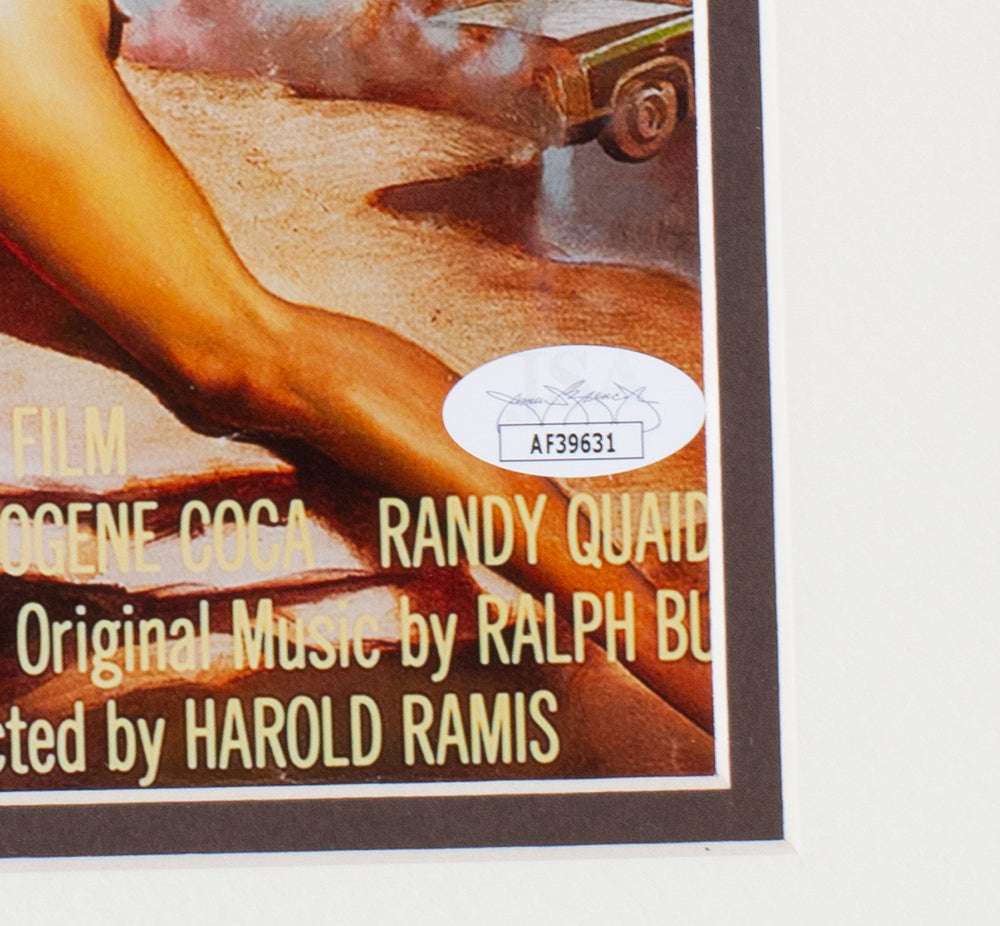 AF39631
FILM
OGENE COCA RANDY QUAID
Original Music by RALPH BU
cted by HAROLD RAMIS